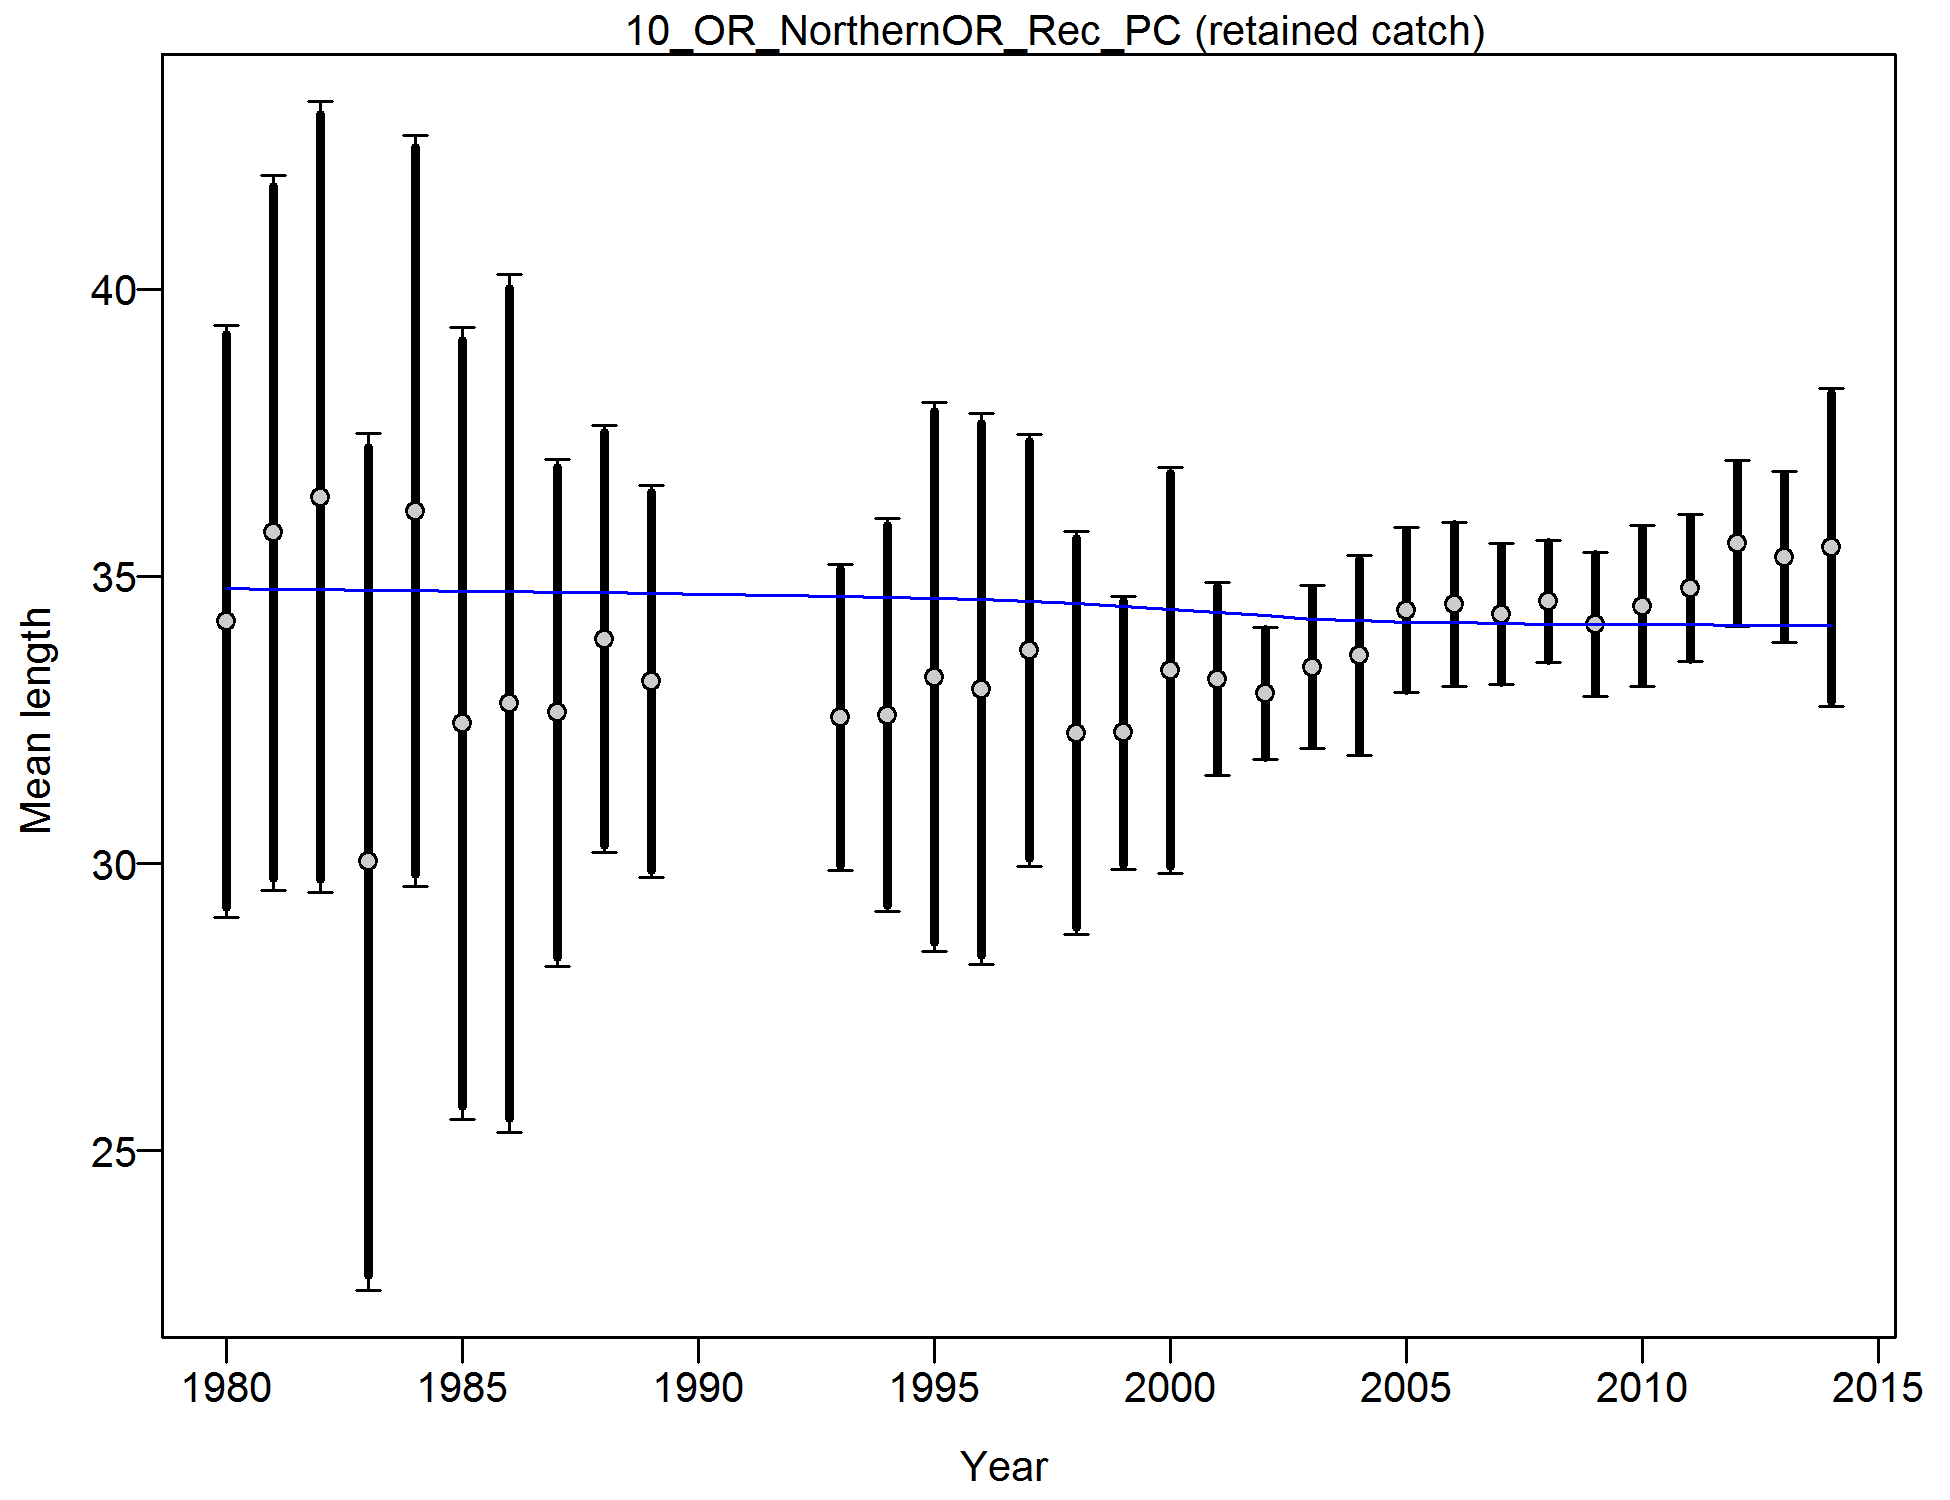 10_OR_NorthernOR_Rec_PC (retained catch)
Mean length
40
35
30
25
1980 1985 1990 1995 2000 2005 2010 2015
Year